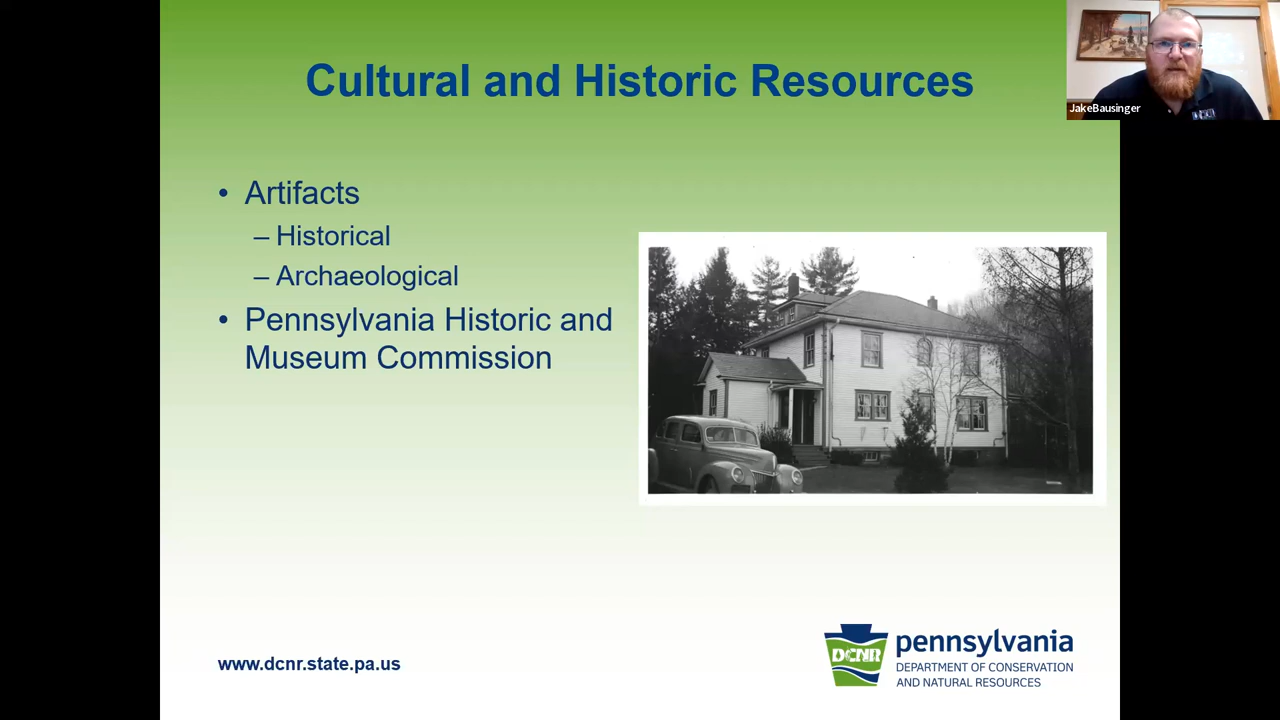 Cultural and Historic Resources
JakeBausinger
• Artifacts
– Historical
– Archaeological
• Pennsylvania Historic and
Museum Commission
www.dcnr.state.pa.us
DCNR
pennsylvania
DEPARTMENT OF CONSERVATION
AND NATURAL RESOURCES